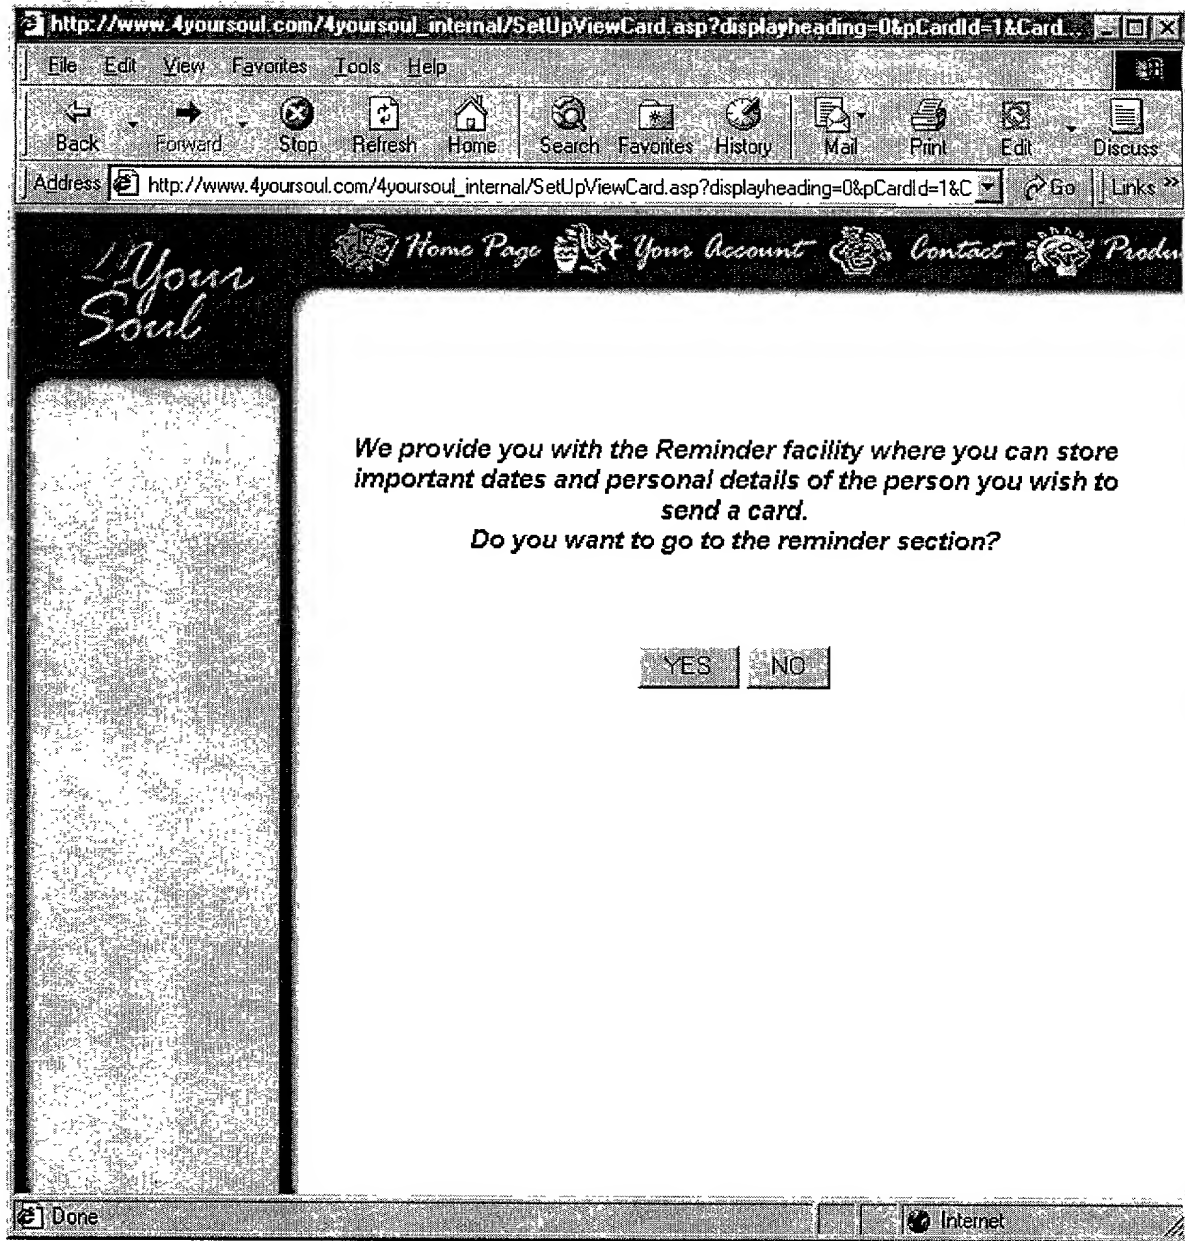 http://www.4yoursoul.com/4yoursoul_internal/SetUpViewCard.asp?displayheading=0&pCardId=1&Card...
File Edit View Favorites Tools Help
Back Forward Stop Refresh Home Search Favorites History Mail Print Edit Discuss
Address http://www.4yoursoul.com/4yoursoul_internal/SetUpViewCard.asp?displayheading=0&pCardId=1&C Go Links »
4 Your
Soul
Home Page Your Account Contact Produ
We provide you with the Reminder facility where you can store
important dates and personal details of the person you wish to
send a card.
Do you want to go to the reminder section?
YES NO
Done Internet